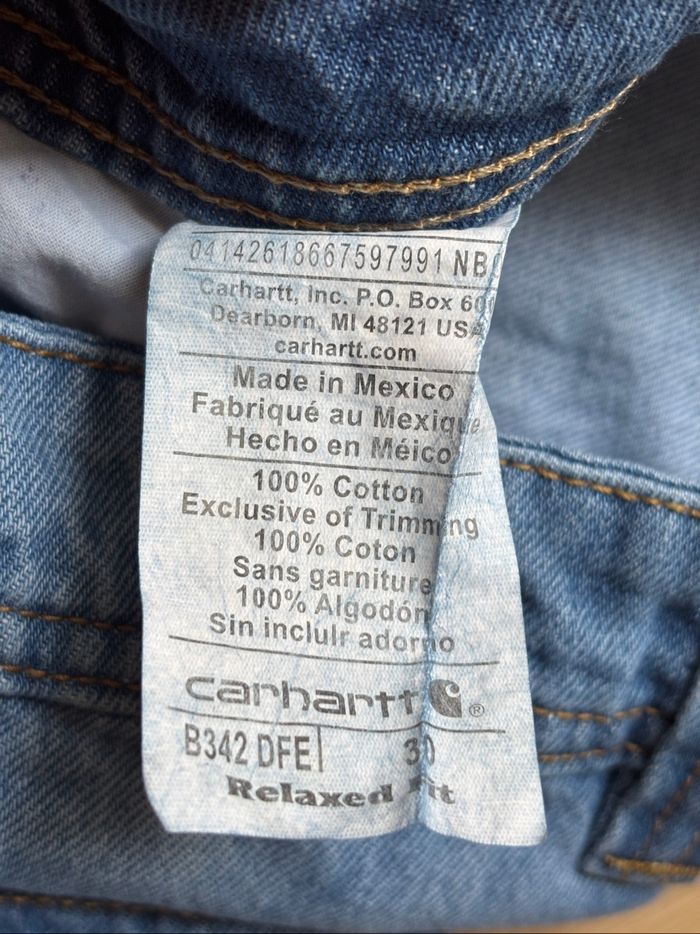 04142618667597991 NB
Carhartt, Inc. P.O. Box
Dearborn, MI 48121 USA
carhartt.com
Made in Mexico
Fabriqué au Mexique
Hecho en Méico
100% Cotton
Exclusive of Trimming
100% Coton
Sans garniture
100% Algodón
Sin incluir adorno
carhartt ®
B342 DFE 30
Relaxed Fit